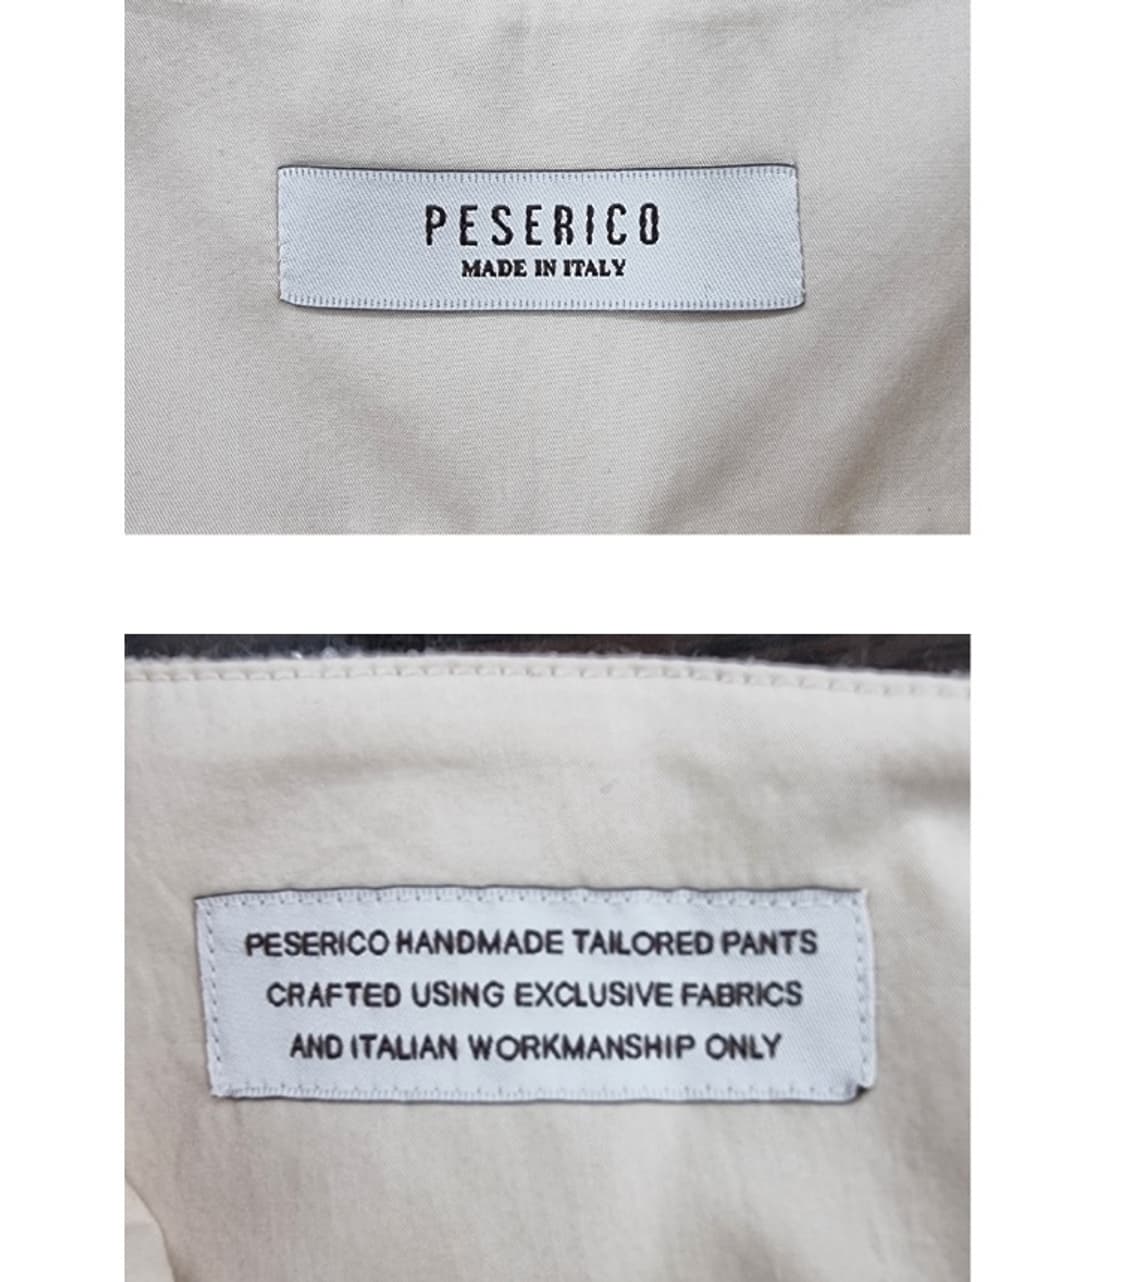 PESERICO
MADE IN ITALY
PESERICO HANDMADE TAILORED PANTS
CRAFTED USING EXCLUSIVE FABRICS
AND ITALIAN WORKMANSHIP ONLY